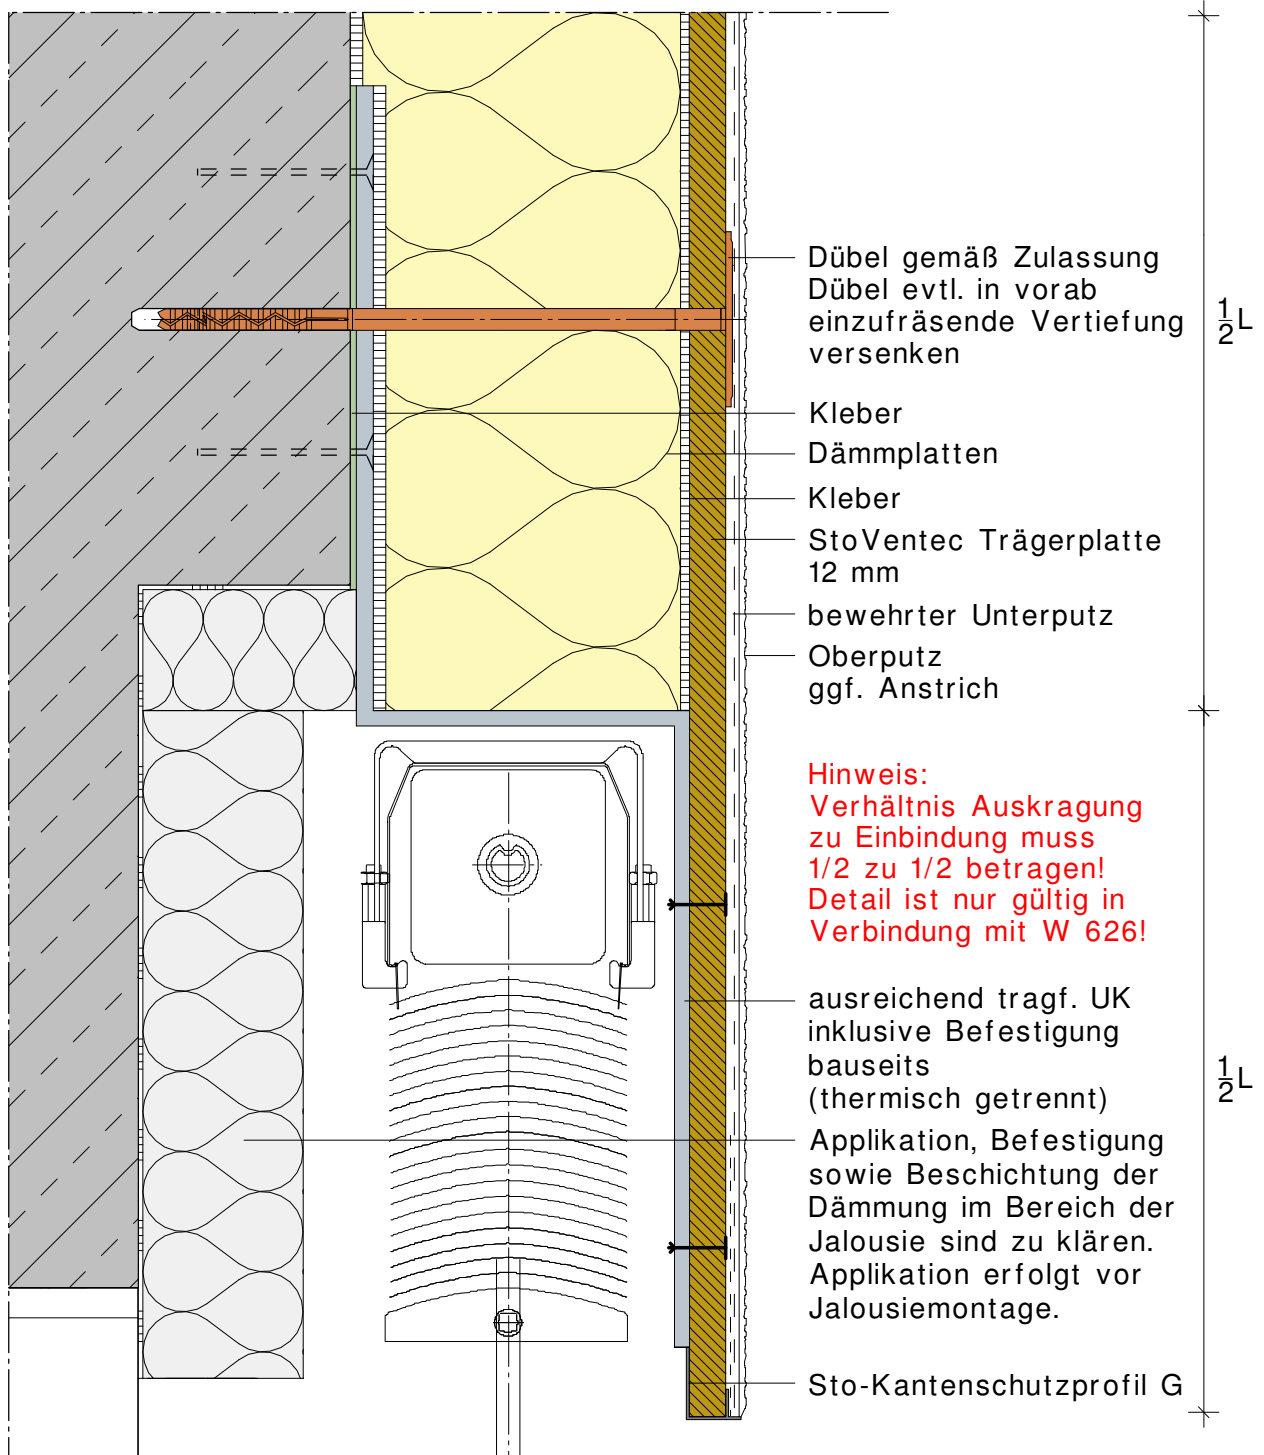 Dübel gemäß Zulassung
Dübel evtl. in vorab
einzufräsende Vertiefung
versenken
1/2 L
Kleber
Dämmplatten
Kleber
StoVentec Trägerplatte
12 mm
bewehrter Unterputz
Oberputz
ggf. Anstrich
Hinweis:
Verhältnis Auskragung
zu Einbindung muss
1/2 zu 1/2 betragen!
Detail ist nur gültig in
Verbindung mit W 626!
ausreichend tragf. UK
inklusive Befestigung
bauseits
(thermisch getrennt)
1/2 L
Applikation, Befestigung
sowie Beschichtung der
Dämmung im Bereich der
Jalousie sind zu klären.
Applikation erfolgt vor
Jalousiemontage.
Sto-Kantenschutzprofil G